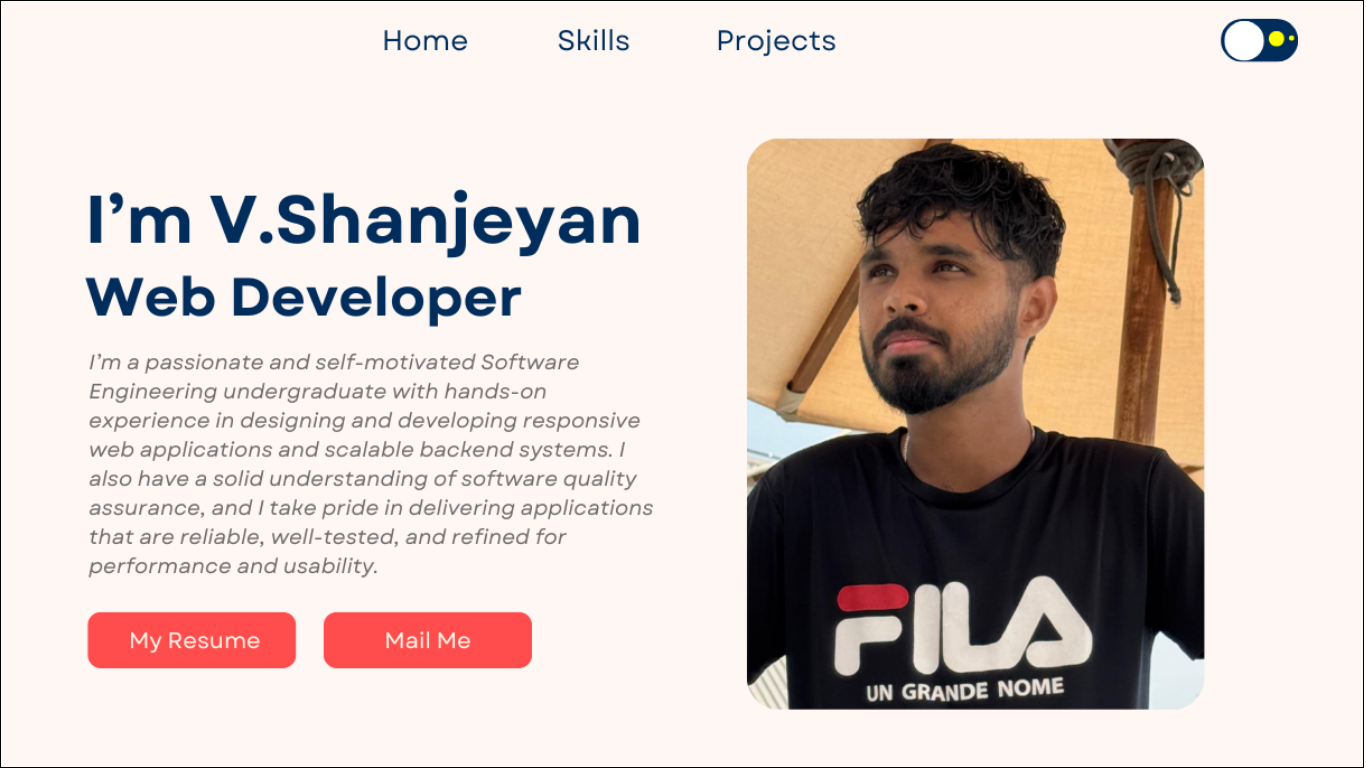 Home Skills Projects
I’m V.Shanjeyan
Web Developer
I’m a passionate and self-motivated Software
Engineering undergraduate with hands-on
experience in designing and developing responsive
web applications and scalable backend systems. I
also have a solid understanding of software quality
assurance, and I take pride in delivering applications
that are reliable, well-tested, and refined for
performance and usability.
My Resume Mail Me
FILA
UN GRANDE NOME